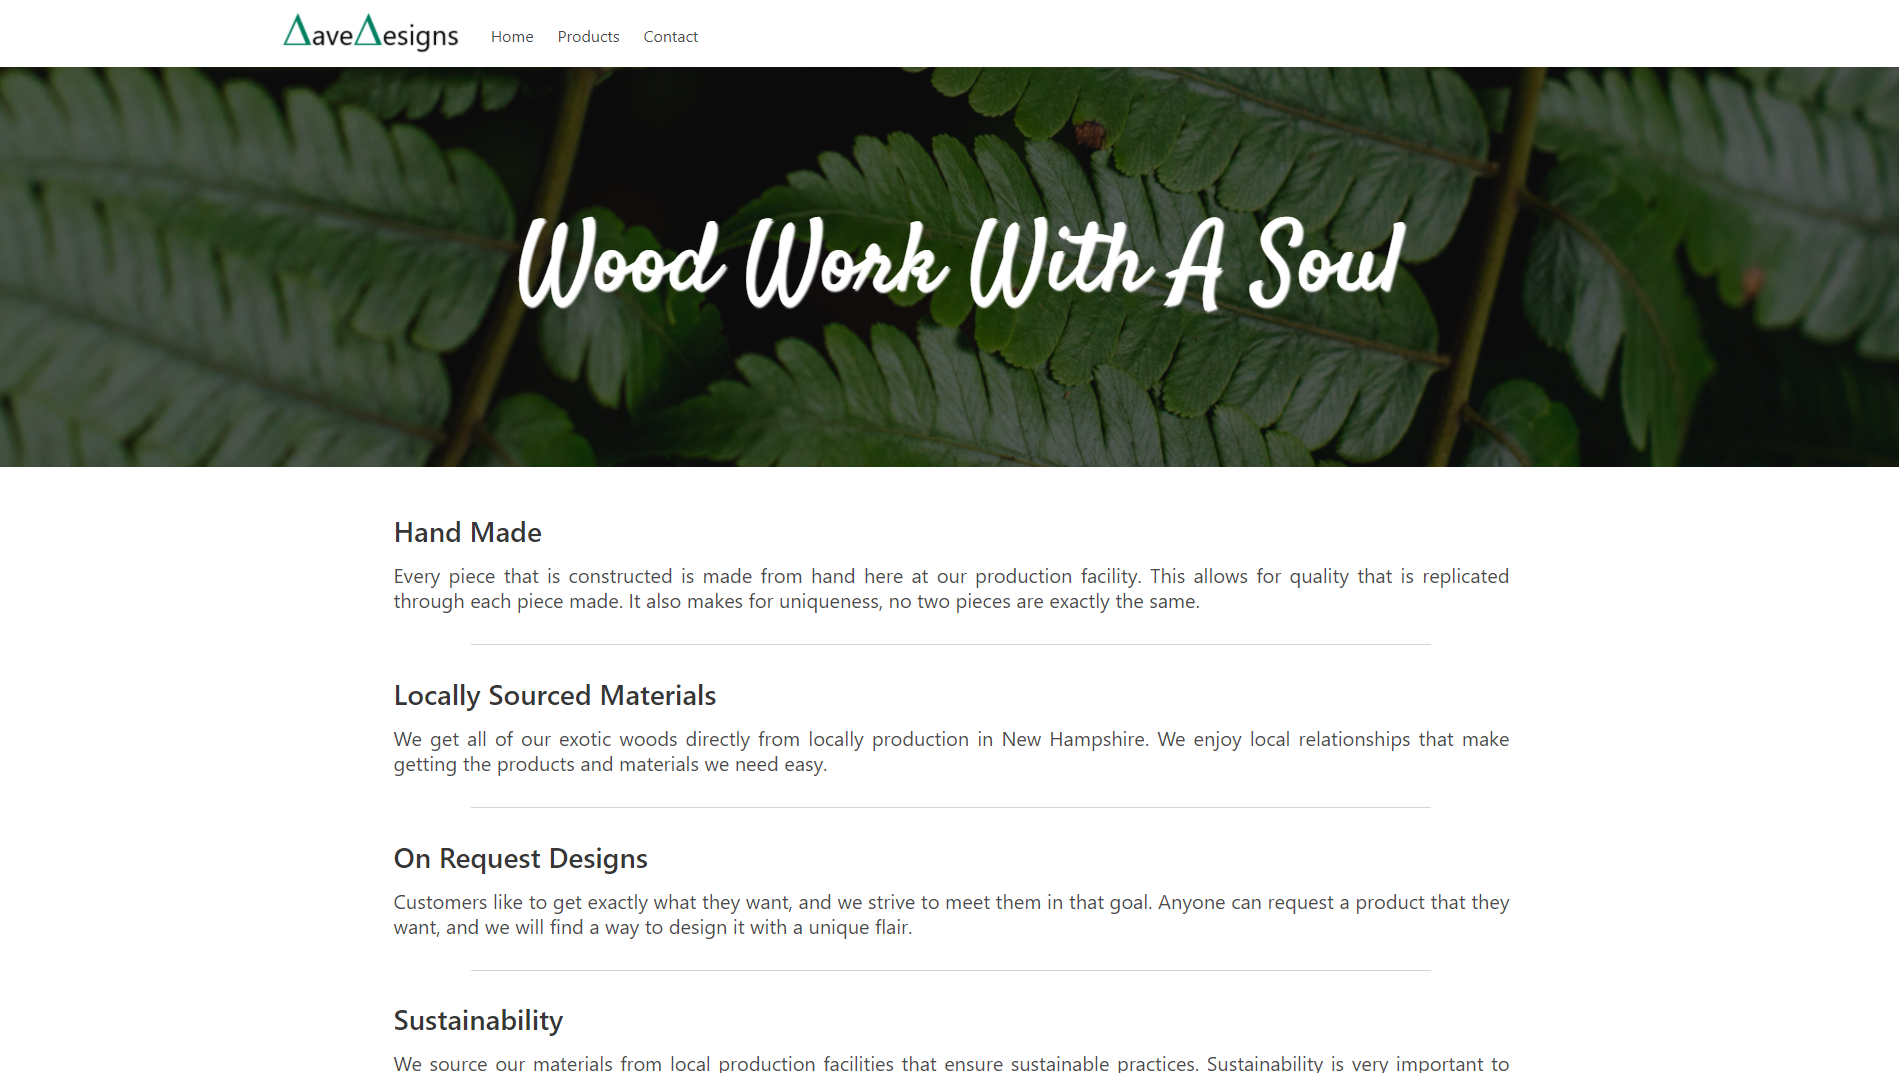 ΔaveΔesigns Home Products Contact
Wood Work With A Soul
Hand Made
Every piece that is constructed is made from hand here at our production facility. This allows for quality that is replicated
through each piece made. It also makes for uniqueness, no two pieces are exactly the same.
Locally Sourced Materials
We get all of our exotic woods directly from locally production in New Hampshire. We enjoy local relationships that make
getting the products and materials we need easy.
On Request Designs
Customers like to get exactly what they want, and we strive to meet them in that goal. Anyone can request a product that they
want, and we will find a way to design it with a unique flair.
Sustainability
We source our materials from local production facilities that ensure sustainable practices. Sustainability is very important to